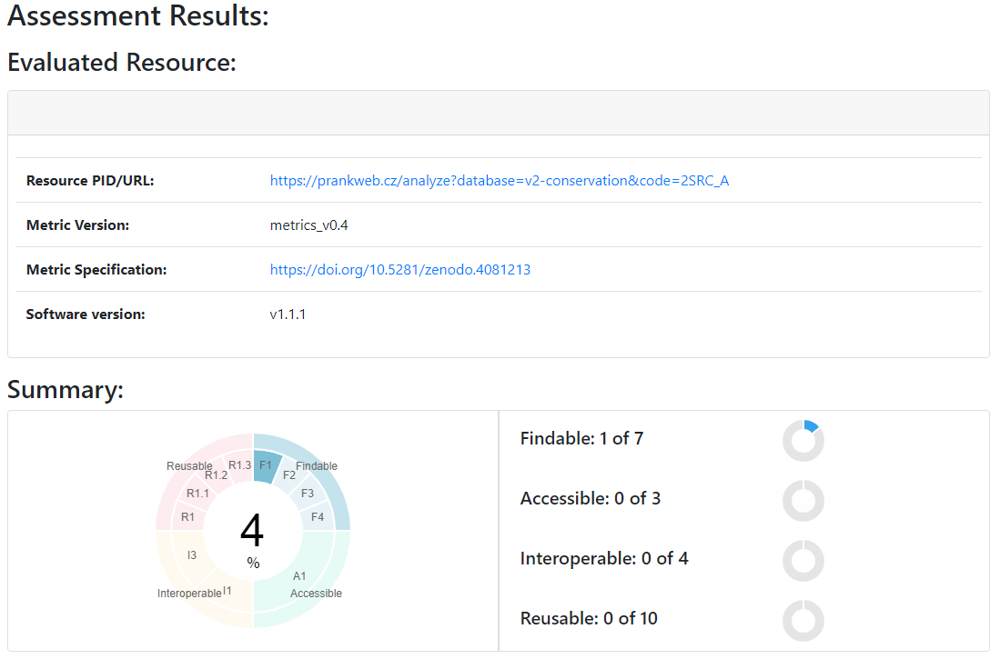 Assessment Results:
Evaluated Resource:
Resource PID/URL: https://prankweb.cz/analyze?database=v2-conservation&code=2SRC_A
Metric Version: metrics_v0.4
Metric Specification: https://doi.org/10.5281/zenodo.4081213
Software version: v1.1.1
Summary:
Reusable R1.3 F1 Findable
R1.2 F2
R1.1 F3
R1 F4
4
%
I3
A1
Interoperable I1 Accessible
Findable: 1 of 7
Accessible: 0 of 3
Interoperable: 0 of 4
Reusable: 0 of 10